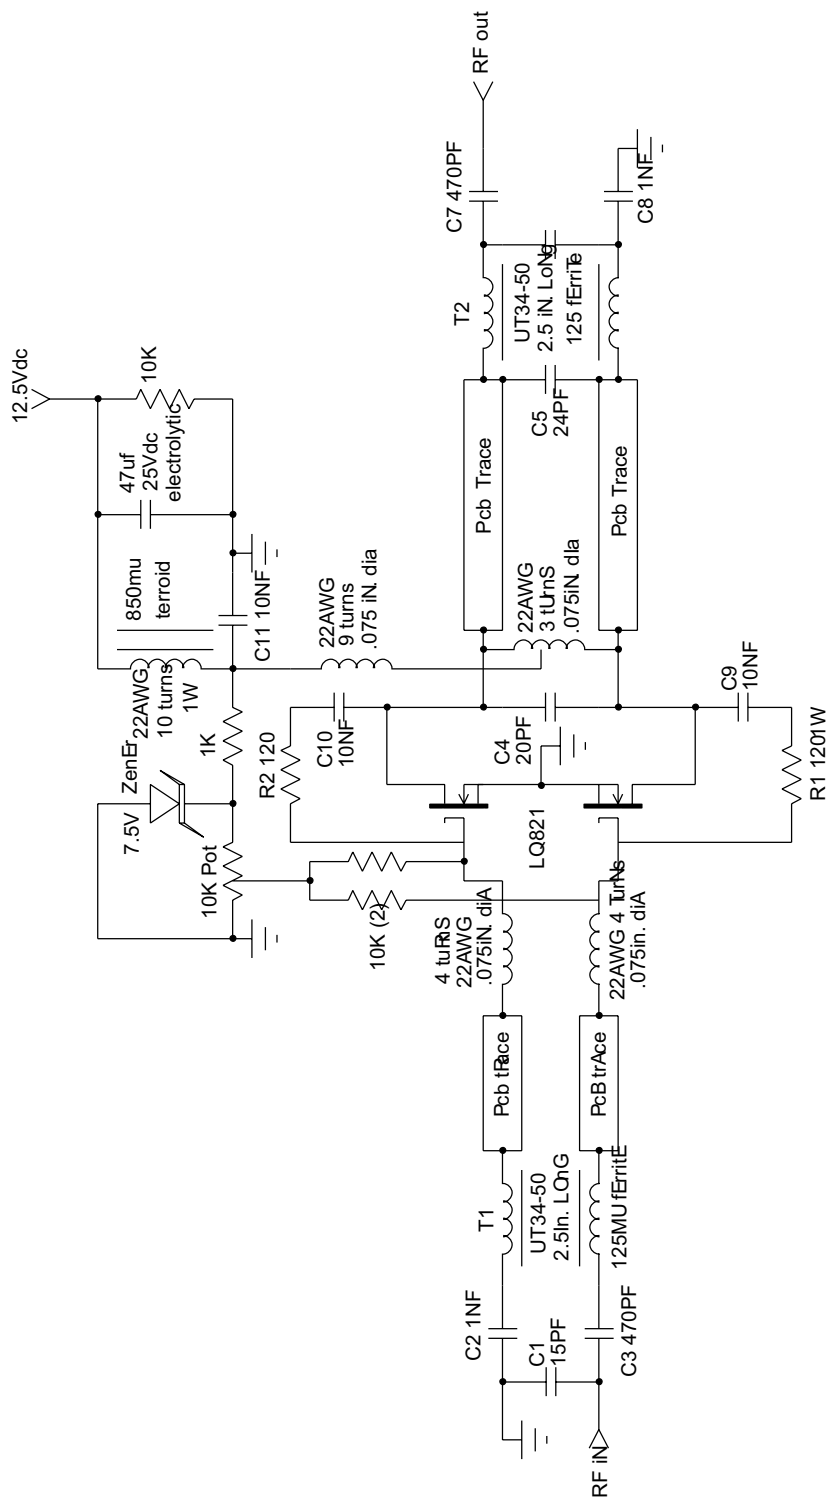 12.5Vdc
10K
47uf
25Vdc
electrolytic
850mu
terroid
22AWG
10 turns
1W
C11 10NF
1K
ZenEr
7.5V
10K Pot
10K (2)
22AWG
9 turns
.075 iN. dia
R2 120
C10
10NF
C4
20PF
LQ821
C9
10NF
R1 1201W
22AWG
3 tUrnS
.075iN. dIa
Pcb Trace
Pcb Trace
C5
24PF
T2
UT34-50
2.5 iN. LoNg
125 fErriTe
C7 470PF
C8 1NF
RF out
4 tuRnS
22AWG
.075iN. diA
22AWG 4 TurNs
.075in. diA
Pcb tRace
PcB trAce
T1
UT34-50
2.5In. LOnG
125MU fErritE
C2 1NF
C1
15PF
C3 470PF
RF iN